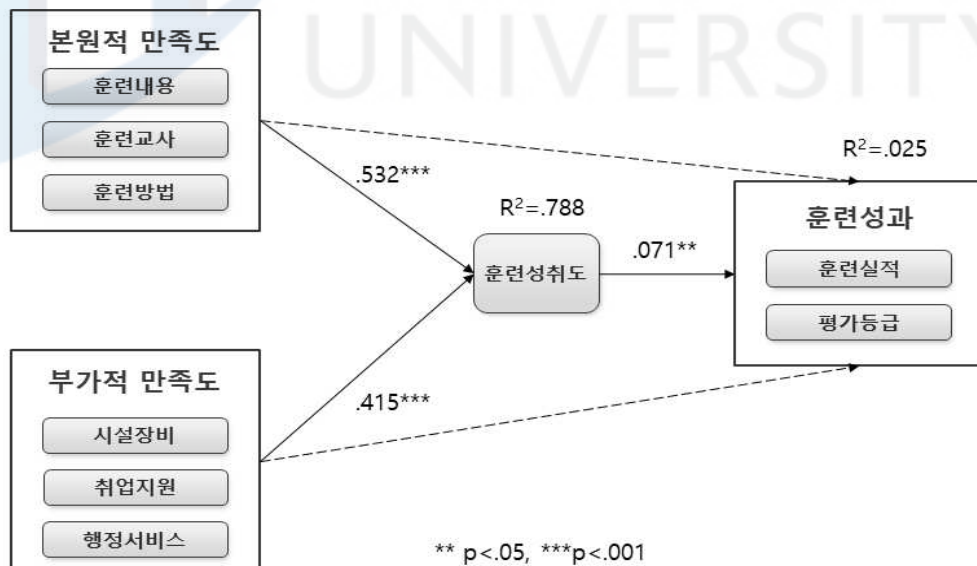 UNIVERSITY
본원적 만족도
훈련내용
훈련교사
훈련방법
.532***
R²=.788
훈련성취도
.071**
R²=.025
훈련성과
훈련실적
평가등급
부가적 만족도
시설장비
취업지원
행정서비스
.415***
** p<.05, ***p<.001